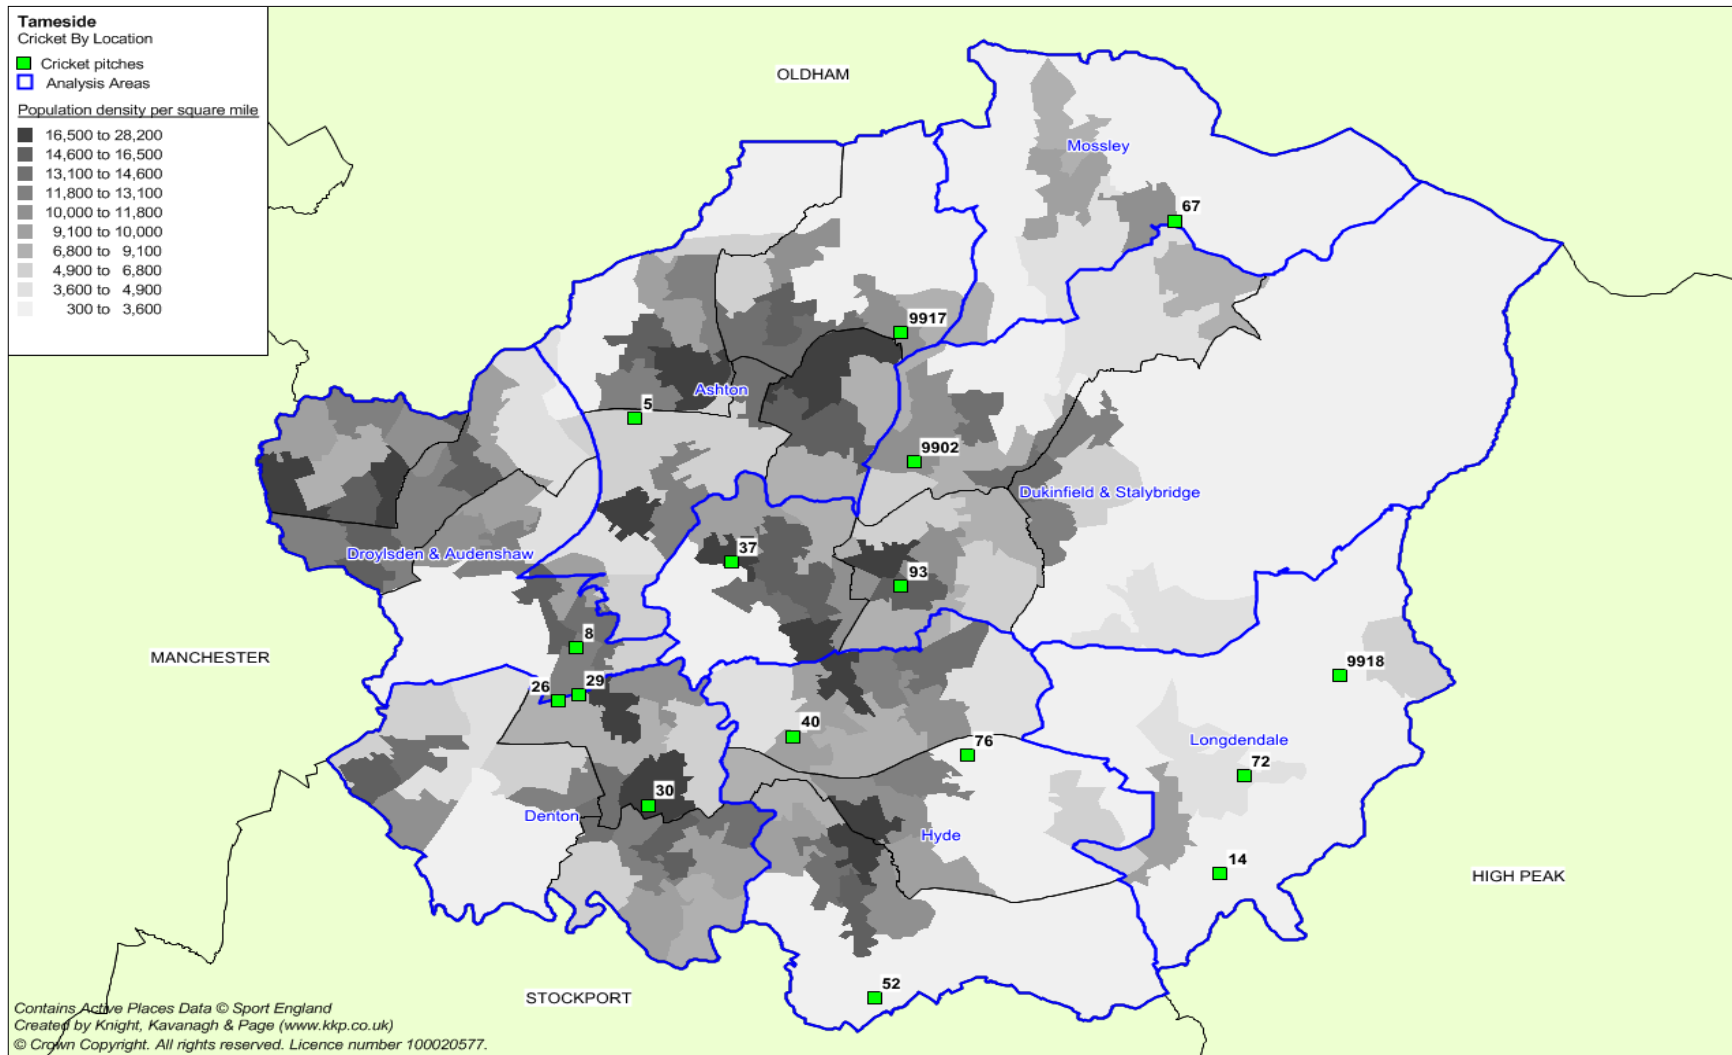 Tameside
Cricket By Location
Cricket pitches
Analysis Areas
Population density per square mile
16,500 to 28,200
14,600 to 16,500
13,100 to 14,600
11,800 to 13,100
10,000 to 11,800
9,100 to 10,000
6,800 to 9,100
4,900 to 6,800
3,600 to 4,900
300 to 3,600
OLDHAM
Mossley
67
9917
Ashton
5
9902
Dukinfield & Stalybridge
Droylsden & Audenshaw
37
93
8
MANCHESTER
9918
26
29
40
76
Longdendale
72
30
Denton
Hyde
14
HIGH PEAK
52
STOCKPORT
Contains Active Places Data © Sport England
Created by Knight, Kavanagh & Page (www.kkp.co.uk)
© Crown Copyright. All rights reserved. Licence number 100020577.